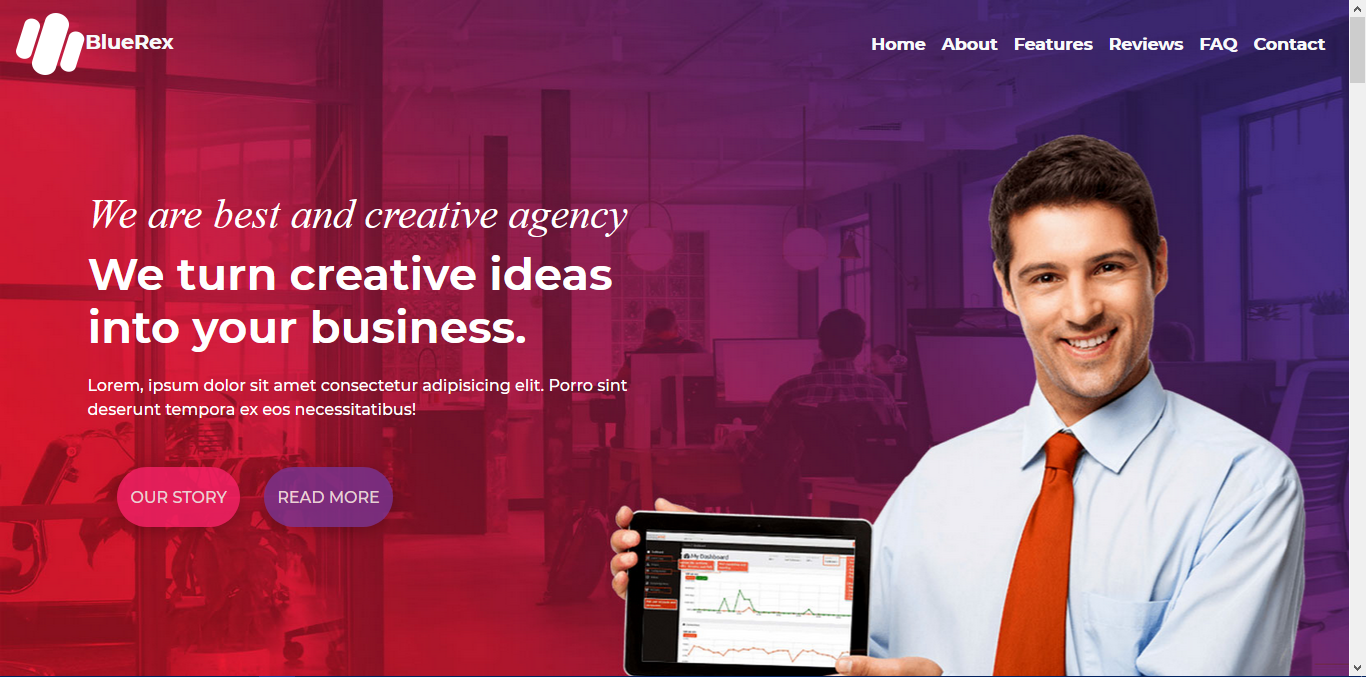 BlueRex
Home About Features Reviews FAQ Contact
We are best and creative agency
We turn creative ideas
into your business.
Lorem, ipsum dolor sit amet consectetur adipisicing elit. Porro sint
deserunt tempora ex eos necessitatibus!
OUR STORY READ MORE
My Dashboard